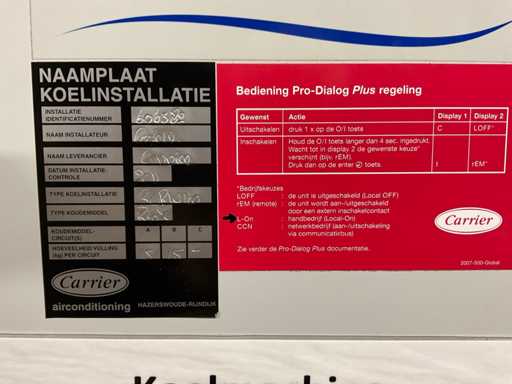 NAAMPLAAT
KOELINSTALLATIE
INSTALLATIE
IDENTIFICATIENUMMER
NAAM INSTALLATEUR
NAAM LEVERANCIER
DATUM INSTALLATIE-
CONTROLE
TYPE KOELINSTALLATIE
TYPE KOUDEMIDDEL
KOUDEMIDDEL-
CIRCUIT(S) A B C
HOEVEELHEID VULLING
(kg) PER CIRCUIT
Carrier
airconditioning HAZERSWOUDE-RIJNDIJK
Bediening Pro-Dialog Plus regeling
Gewenst Actie Display 1 Display 2
Uitschakelen druk 1 x op de O/I toets C LOFF*
Inschakelen Houd de O/I toets langer dan 4 sec. ingedrukt.
Wacht tot in display 2 de gewenste keuze*
verschijnt (bijv. rEM).
Druk dan op de enter toets. I rEM*
*Bedrijfskeuzes
LOFF : de unit is uitgeschakeld (Local OFF)
rEM (remote) : de unit wordt aan-/uitgeschakeld
door een extern inschakelcontact
L-On : handbedrijf (Local-On)
CCN : netwerkbedrijf (aan-/uitschakeling
via communicatiebus)
Zie verder de Pro-Dialog Plus documentatie.
Carrier
2007-500-Global